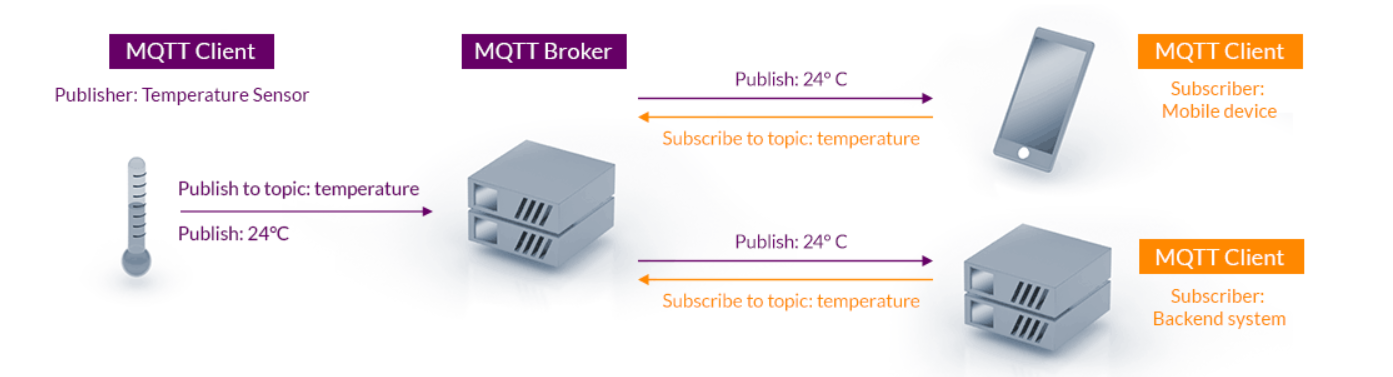 MQTT Client
Publisher: Temperature Sensor
Publish to topic: temperature
Publish: 24°C
MQTT Broker
Publish: 24° C
Subscribe to topic: temperature
MQTT Client
Subscriber:
Mobile device
Publish: 24° C
Subscribe to topic: temperature
MQTT Client
Subscriber:
Backend system